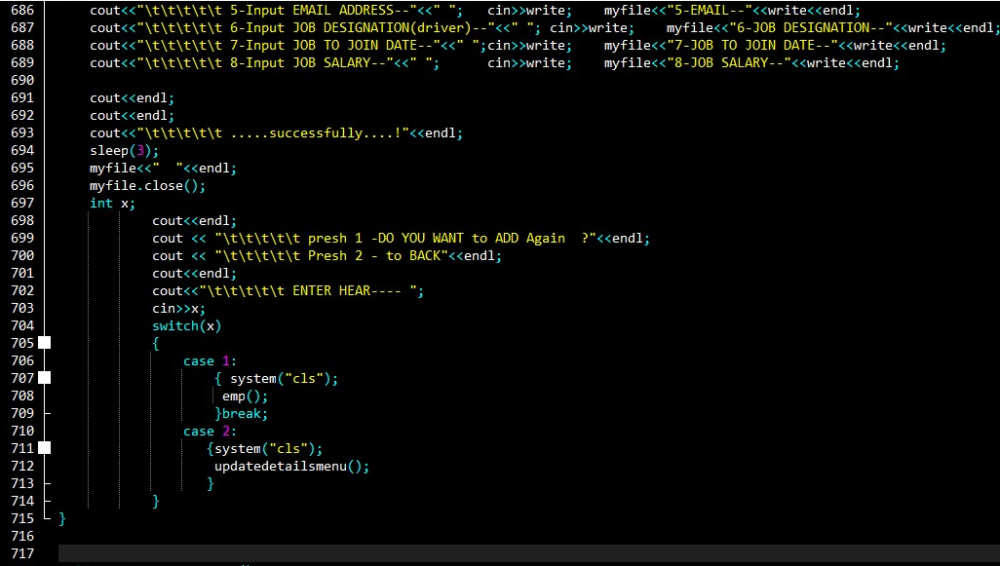 686 cout<<"\t\t\t\t\t 5-Input EMAIL ADDRESS--"<<" "; cin>>write; myfile<<"5-EMAIL--"<<write<<endl;
687 cout<<"\t\t\t\t\t 6-Input JOB DESIGNATION(driver)--"<<" "; cin>>write; myfile<<"6-JOB DESIGNATION--"<<write<<endl;
688 cout<<"\t\t\t\t\t 7-Input JOB TO JOIN DATE--"<<" ";cin>>write; myfile<<"7-JOB TO JOIN DATE--"<<write<<endl;
689 cout<<"\t\t\t\t\t 8-Input JOB SALARY--"<<" "; cin>>write; myfile<<"8-JOB SALARY--"<<write<<endl;
690
691 cout<<endl;
692 cout<<endl;
693 cout<<"\t\t\t\t\t .....successfully....!"<<endl;
694 sleep(3);
695 myfile<<"  "<<endl;
696 myfile.close();
697 int x;
698 cout<<endl;
699 cout << "\t\t\t\t\t presh 1 -DO YOU WANT to ADD Again  ?"<<endl;
700 cout << "\t\t\t\t\t Presh 2 - to BACK"<<endl;
701 cout<<endl;
702 cout<<"\t\t\t\t\t ENTER HEAR---- ";
703 cin>>x;
704 switch(x)
705 {
706 case 1:
707 { system("cls");
708 emp();
709 }break;
710 case 2:
711 {system("cls");
712 updatedetailsmenu();
713 }
714 }
715 }
716
717